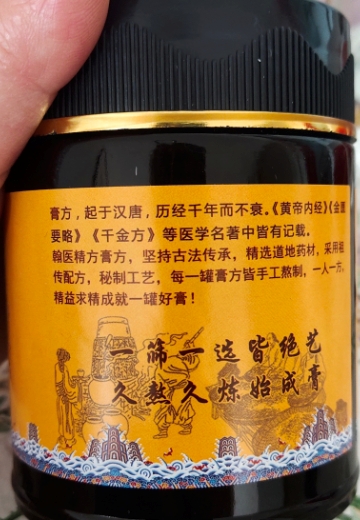 膏方，起于汉唐，历经千年而不衰。《黄帝内经》《金匮
要略》《千金方》等医学名著中皆有记载。
翰医精方膏方，坚持古法传承，精选道地药材，采用祖
传配方，秘制工艺，每一罐膏方皆手工熬制，一人一方，
精益求精成就一罐好膏！
一筛一选皆绝艺
久熬久炼始成膏